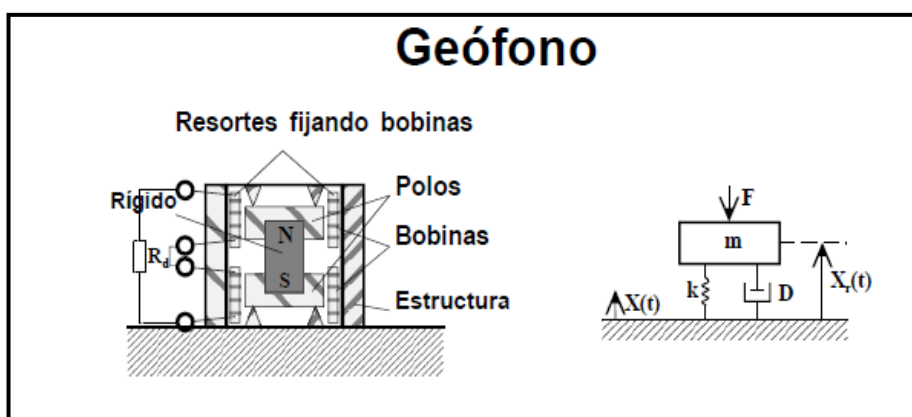 Geófono
Resortes fijando bobinas
Rígido
Polos
N
R_d
Bobinas
S
Estructura
F
m
k
D
X(t)
X_r(t)